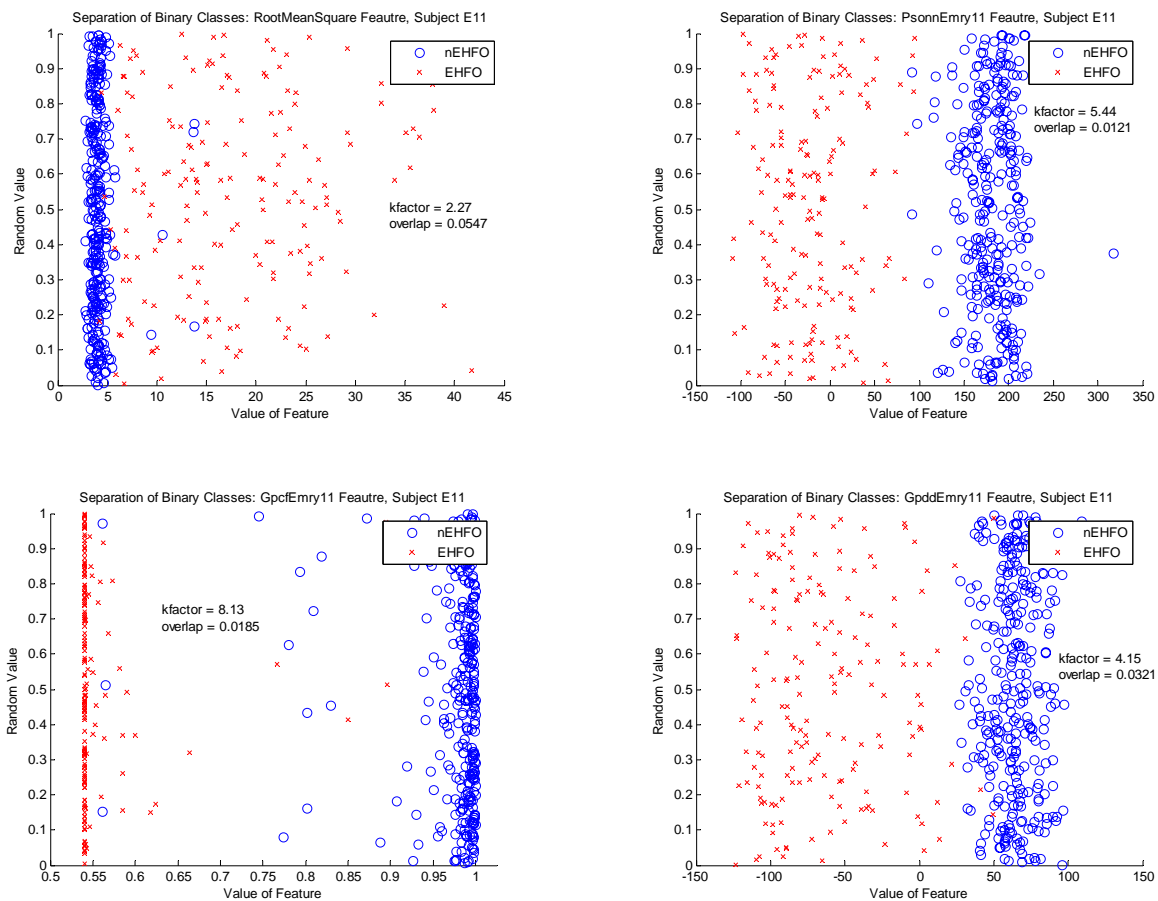 Separation of Binary Classes: RootMeanSquare Feautre, Subject E11
1
0.9
0.8
0.7
0.6
0.5
0.4
0.3
0.2
0.1
0
0
5
10
15
20
25
30
35
40
45
Random Value
Value of Feature
nEHFO
EHFO
kfactor = 2.27
overlap = 0.0547
Separation of Binary Classes: PsonnEmry11 Feautre, Subject E11
1
0.9
0.8
0.7
0.6
0.5
0.4
0.3
0.2
0.1
0
-150
-100
-50
0
50
100
150
200
250
300
350
Random Value
Value of Feature
nEHFO
EHFO
kfactor = 5.44
overlap = 0.0121
Separation of Binary Classes: GpcfEmry11 Feautre, Subject E11
1
0.9
0.8
0.7
0.6
0.5
0.4
0.3
0.2
0.1
0
0.5
0.55
0.6
0.65
0.7
0.75
0.8
0.85
0.9
0.95
1
Random Value
Value of Feature
nEHFO
EHFO
kfactor = 8.13
overlap = 0.0185
Separation of Binary Classes: GpddEmry11 Feautre, Subject E11
1
0.9
0.8
0.7
0.6
0.5
0.4
0.3
0.2
0.1
0
-150
-100
-50
0
50
100
150
Random Value
Value of Feature
nEHFO
EHFO
kfactor = 4.15
overlap = 0.0321